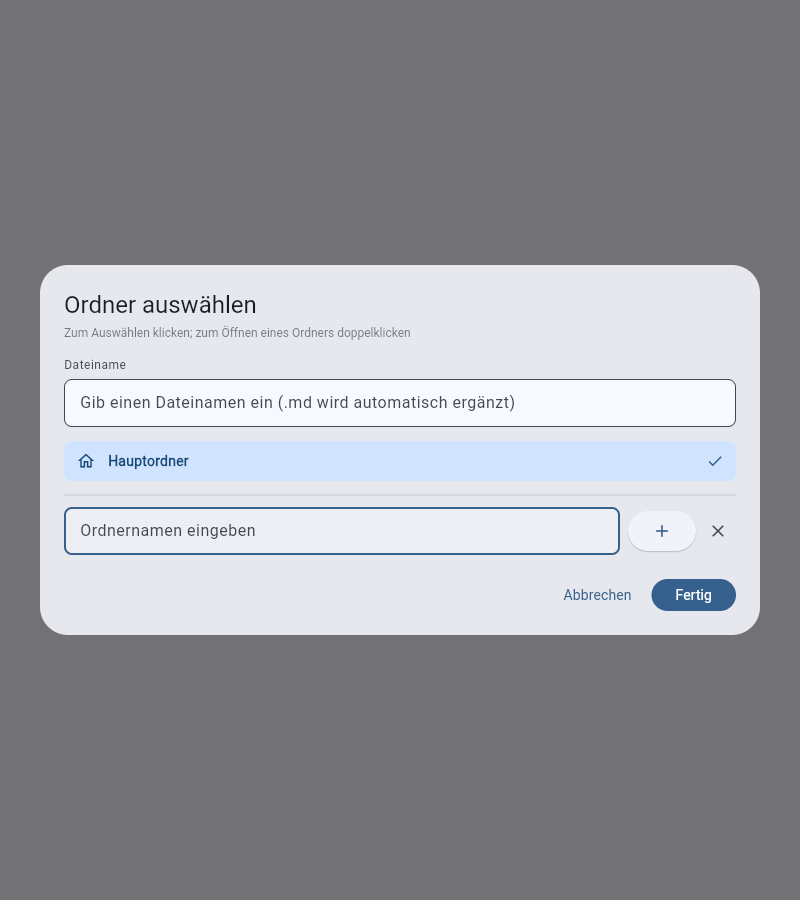 Ordner auswählen
Zum Auswählen klicken; zum Öffnen eines Ordners doppelklicken
Dateiname
Gib einen Dateinamen ein (.md wird automatisch ergänzt)
Hauptordner
Ordnernamen eingeben
Abbrechen
Fertig